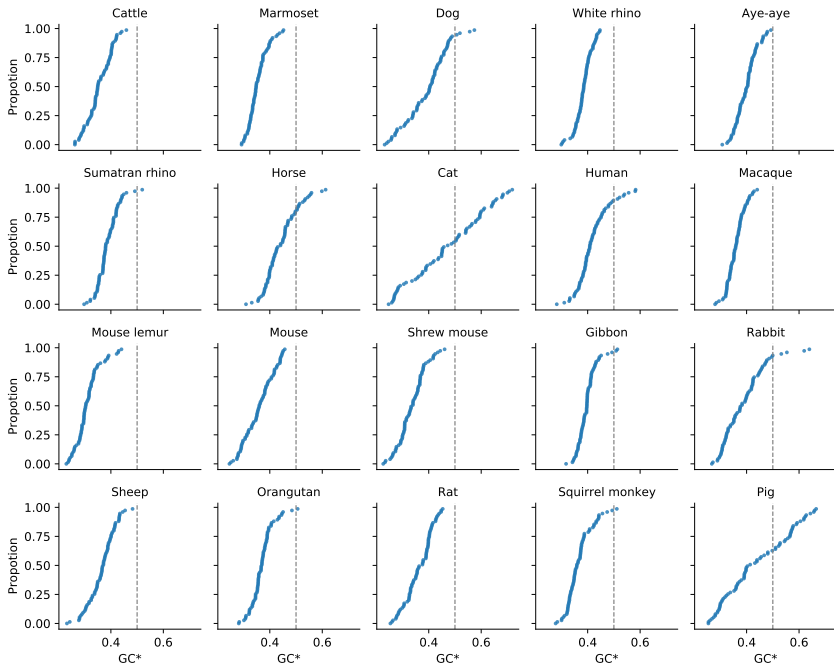 Cattle Marmoset Dog White rhino Aye-aye
1.00
0.75
0.50
0.25
0.00
Propotion
Sumatran rhino Horse Cat Human Macaque
1.00
0.75
0.50
0.25
0.00
Propotion
Mouse lemur Mouse Shrew mouse Gibbon Rabbit
1.00
0.75
0.50
0.25
0.00
Propotion
Sheep Orangutan Rat Squirrel monkey Pig
1.00
0.75
0.50
0.25
0.00
Propotion
0.4 0.6 0.4 0.6 0.4 0.6 0.4 0.6 0.4 0.6
GC* GC* GC* GC* GC*